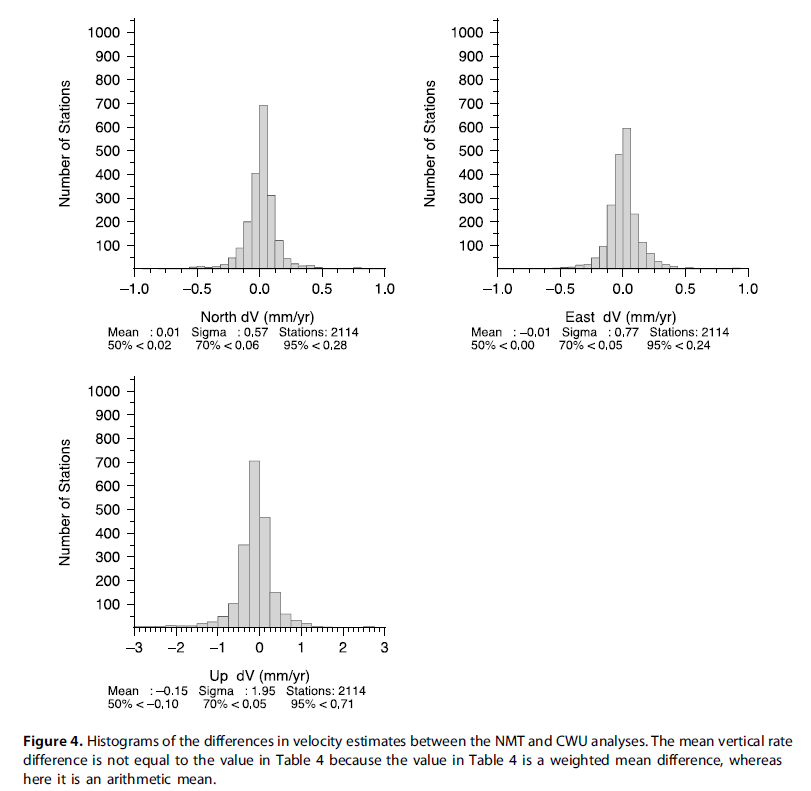 1000
900
800
700
600
500
400
300
200
100
Number of Stations
−1.0 −0.5 0.0 0.5 1.0
North dV (mm/yr)
Mean : 0.01 Sigma : 0.57 Stations: 2114
50% < 0.02 70% < 0.06 95% < 0.28
1000
900
800
700
600
500
400
300
200
100
Number of Stations
−1.0 −0.5 0.0 0.5 1.0
East dV (mm/yr)
Mean : −0.01 Sigma : 0.77 Stations: 2114
50% < 0.00 70% < 0.05 95% < 0.24
1000
900
800
700
600
500
400
300
200
100
Number of Stations
−3 −2 −1 0 1 2 3
Up dV (mm/yr)
Mean : −0.15 Sigma : 1.95 Stations: 2114
50% < −0.10 70% < 0.05 95% < 0.71
Figure 4. Histograms of the differences in velocity estimates between the NMT and CWU analyses. The mean vertical rate
difference is not equal to the value in Table 4 because the value in Table 4 is a weighted mean difference, whereas
here it is an arithmetic mean.